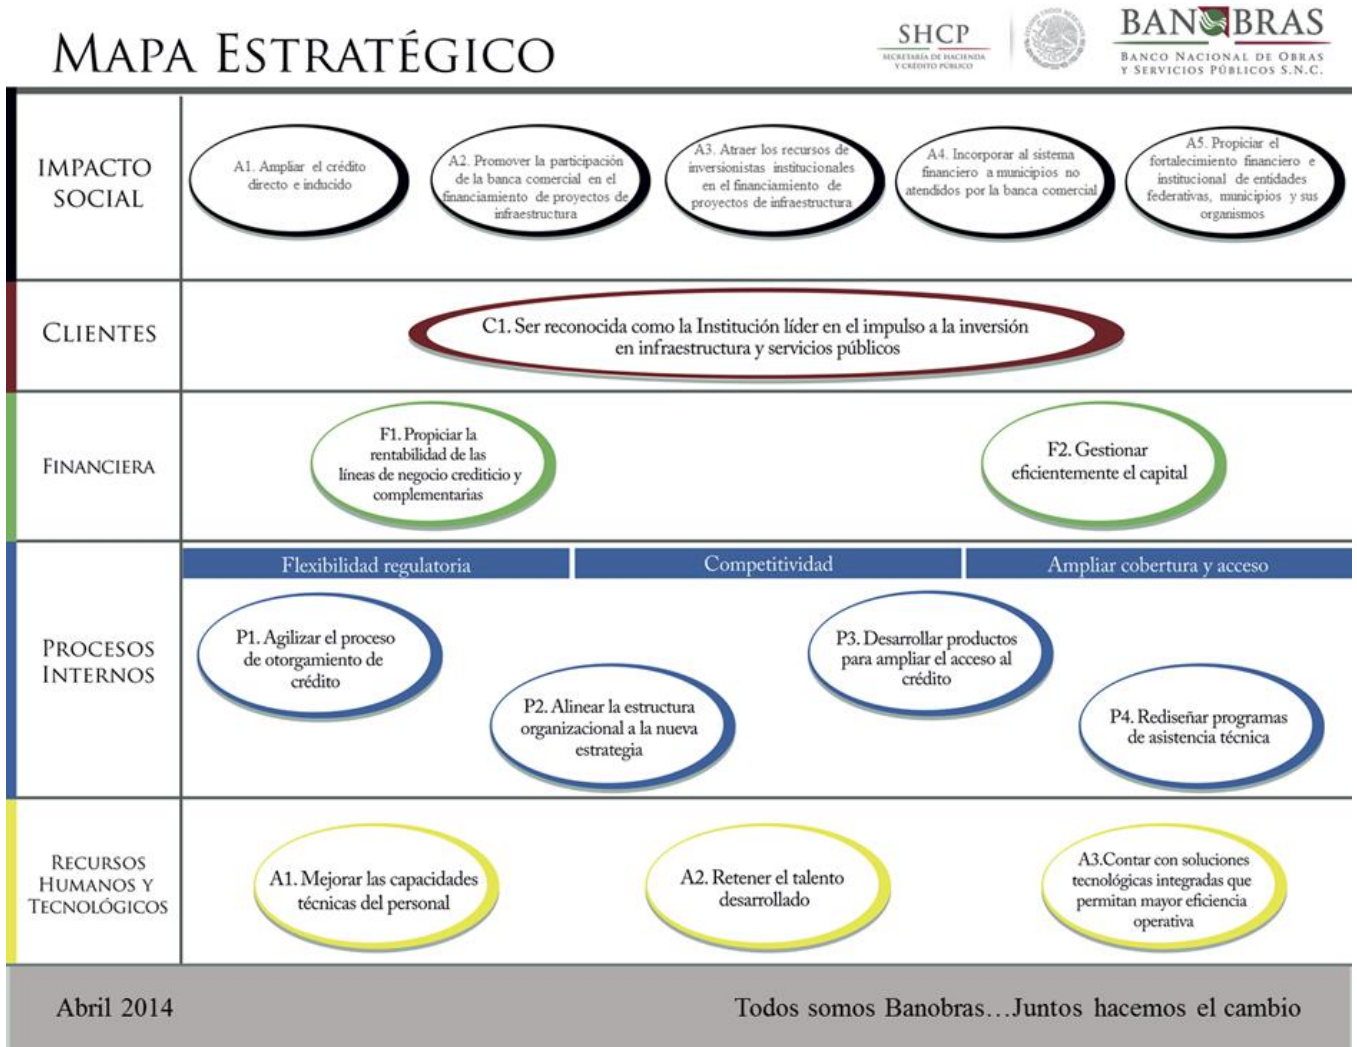 MAPA ESTRATÉGICO
SHCP
SECRETARÍA DE HACIENDA
Y CRÉDITO PÚBLICO
ESTADOS UNIDOS MEXICANOS
BANOBRAS
BANCO NACIONAL DE OBRAS
Y SERVICIOS PÚBLICOS S.N.C.
IMPACTO
SOCIAL
A1. Ampliar el crédito
directo e inducido
A2. Promover la participación
de la banca comercial en el
financiamiento de proyectos de
infraestructura
A3. Atraer los recursos de
inversionistas institucionales
en el financiamiento de
proyectos de infraestructura
A4. Incorporar al sistema
financiero a municipios no
atendidos por la banca comercial
A5. Propiciar el
fortalecimiento financiero e
institucional de entidades
federativas, municipios y sus
organismos
CLIENTES
C1. Ser reconocida como la Institución líder en el impulso a la inversión
en infraestructura y servicios públicos
FINANCIERA
F1. Propiciar la
rentabilidad de las
líneas de negocio crediticio y
complementarias
F2. Gestionar
eficientemente el capital
PROCESOS
INTERNOS
Flexibilidad regulatoria
Competitividad
Ampliar cobertura y acceso
P1. Agilizar el proceso
de otorgamiento de
crédito
P2. Alinear la estructura
organizacional a la nueva
estrategia
P3. Desarrollar productos
para ampliar el acceso al
crédito
P4. Rediseñar programas
de asistencia técnica
RECURSOS
HUMANOS Y
TECNOLÓGICOS
A1. Mejorar las capacidades
técnicas del personal
A2. Retener el talento
desarrollado
A3.Contar con soluciones
tecnológicas integradas que
permitan mayor eficiencia
operativa
Abril 2014
Todos somos Banobras…Juntos hacemos el cambio